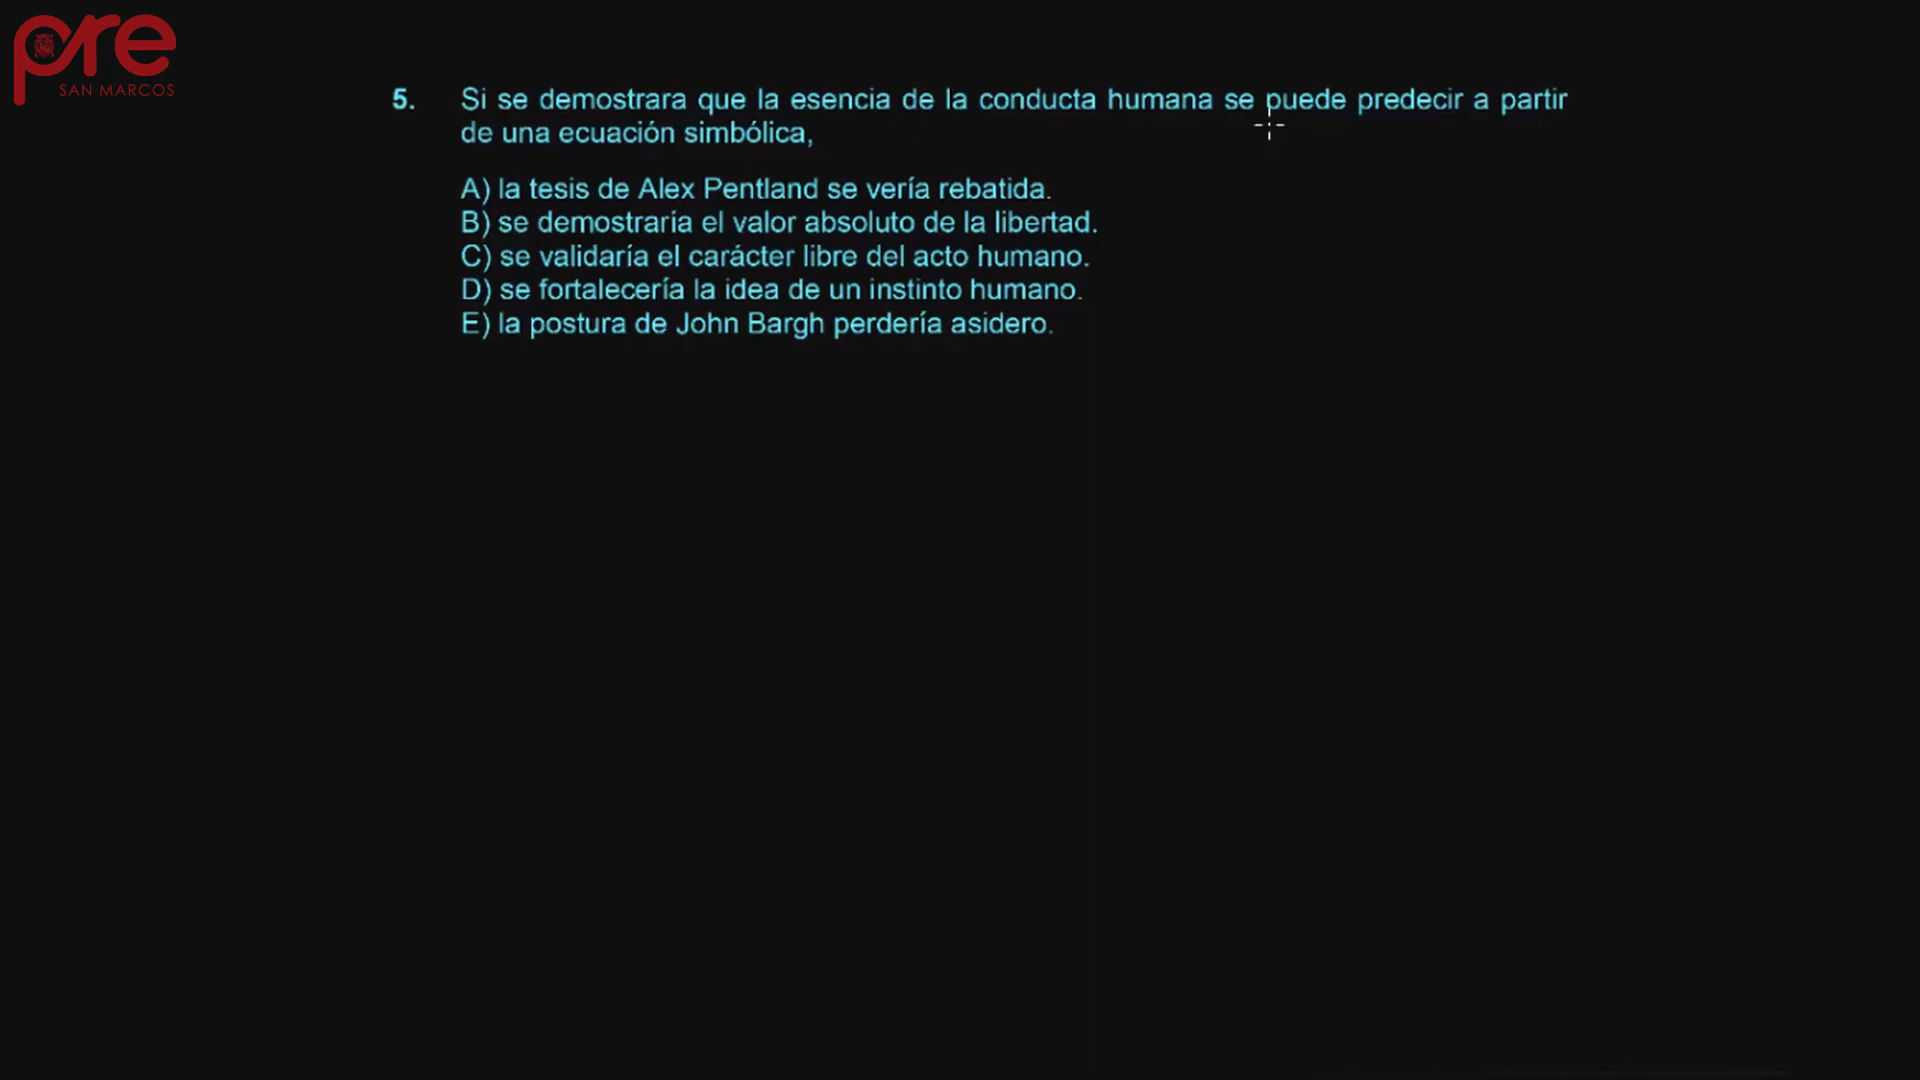 pre
SAN MARCOS
5. Si se demostrara que la esencia de la conducta humana se puede predecir a partir
de una ecuación simbólica,
A) la tesis de Alex Pentland se vería rebatida.
B) se demostraría el valor absoluto de la libertad.
C) se validaría el carácter libre del acto humano.
D) se fortalecería la idea de un instinto humano.
E) la postura de John Bargh perdería asidero.